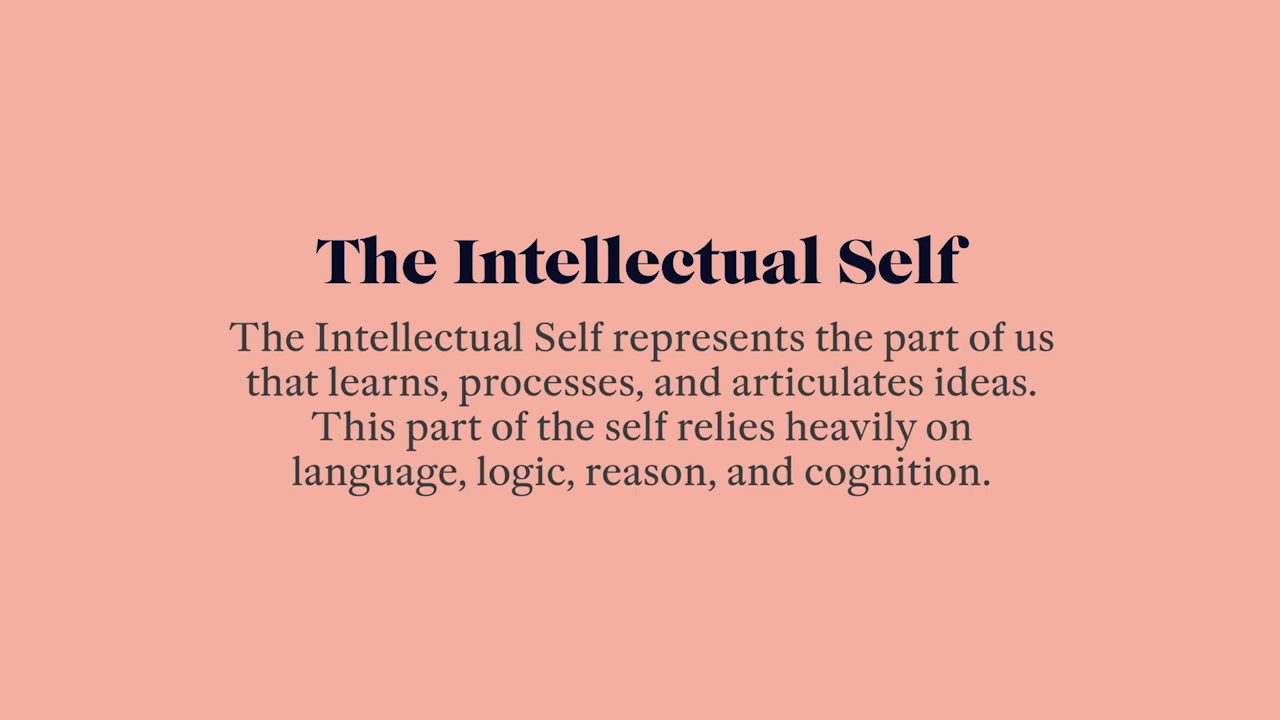 The Intellectual Self
The Intellectual Self represents the part of us
that learns, processes, and articulates ideas.
This part of the self relies heavily on
language, logic, reason, and cognition.